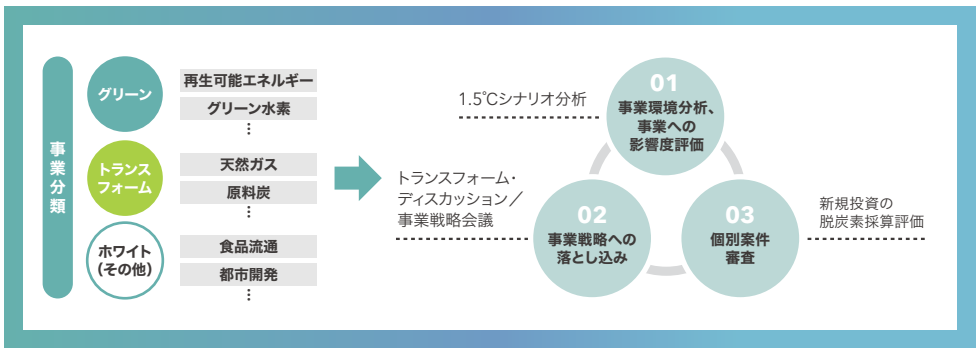 事業分類
グリーン
再生可能エネルギー
グリーン水素
⋮
トランス
フォーム
天然ガス
原料炭
⋮
ホワイト
(その他)
食品流通
都市開発
⋮
1.5℃シナリオ分析
01
事業環境分析、
事業への
影響度評価
トランスフォーム・
ディスカッション/
事業戦略会議
02
事業戦略への
落とし込み
03
個別案件
審査
新規投資の
脱炭素採算評価